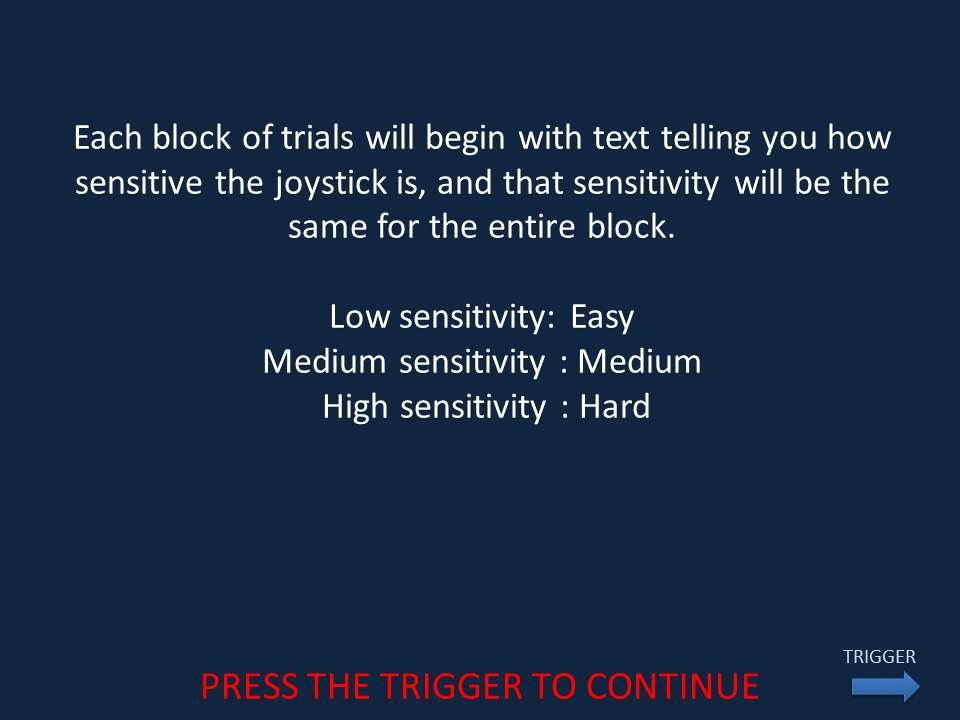 Each block of trials will begin with text telling you how
sensitive the joystick is, and that sensitivity will be the
same for the entire block.
Low sensitivity: Easy
Medium sensitivity : Medium
High sensitivity : Hard
TRIGGER
PRESS THE TRIGGER TO CONTINUE